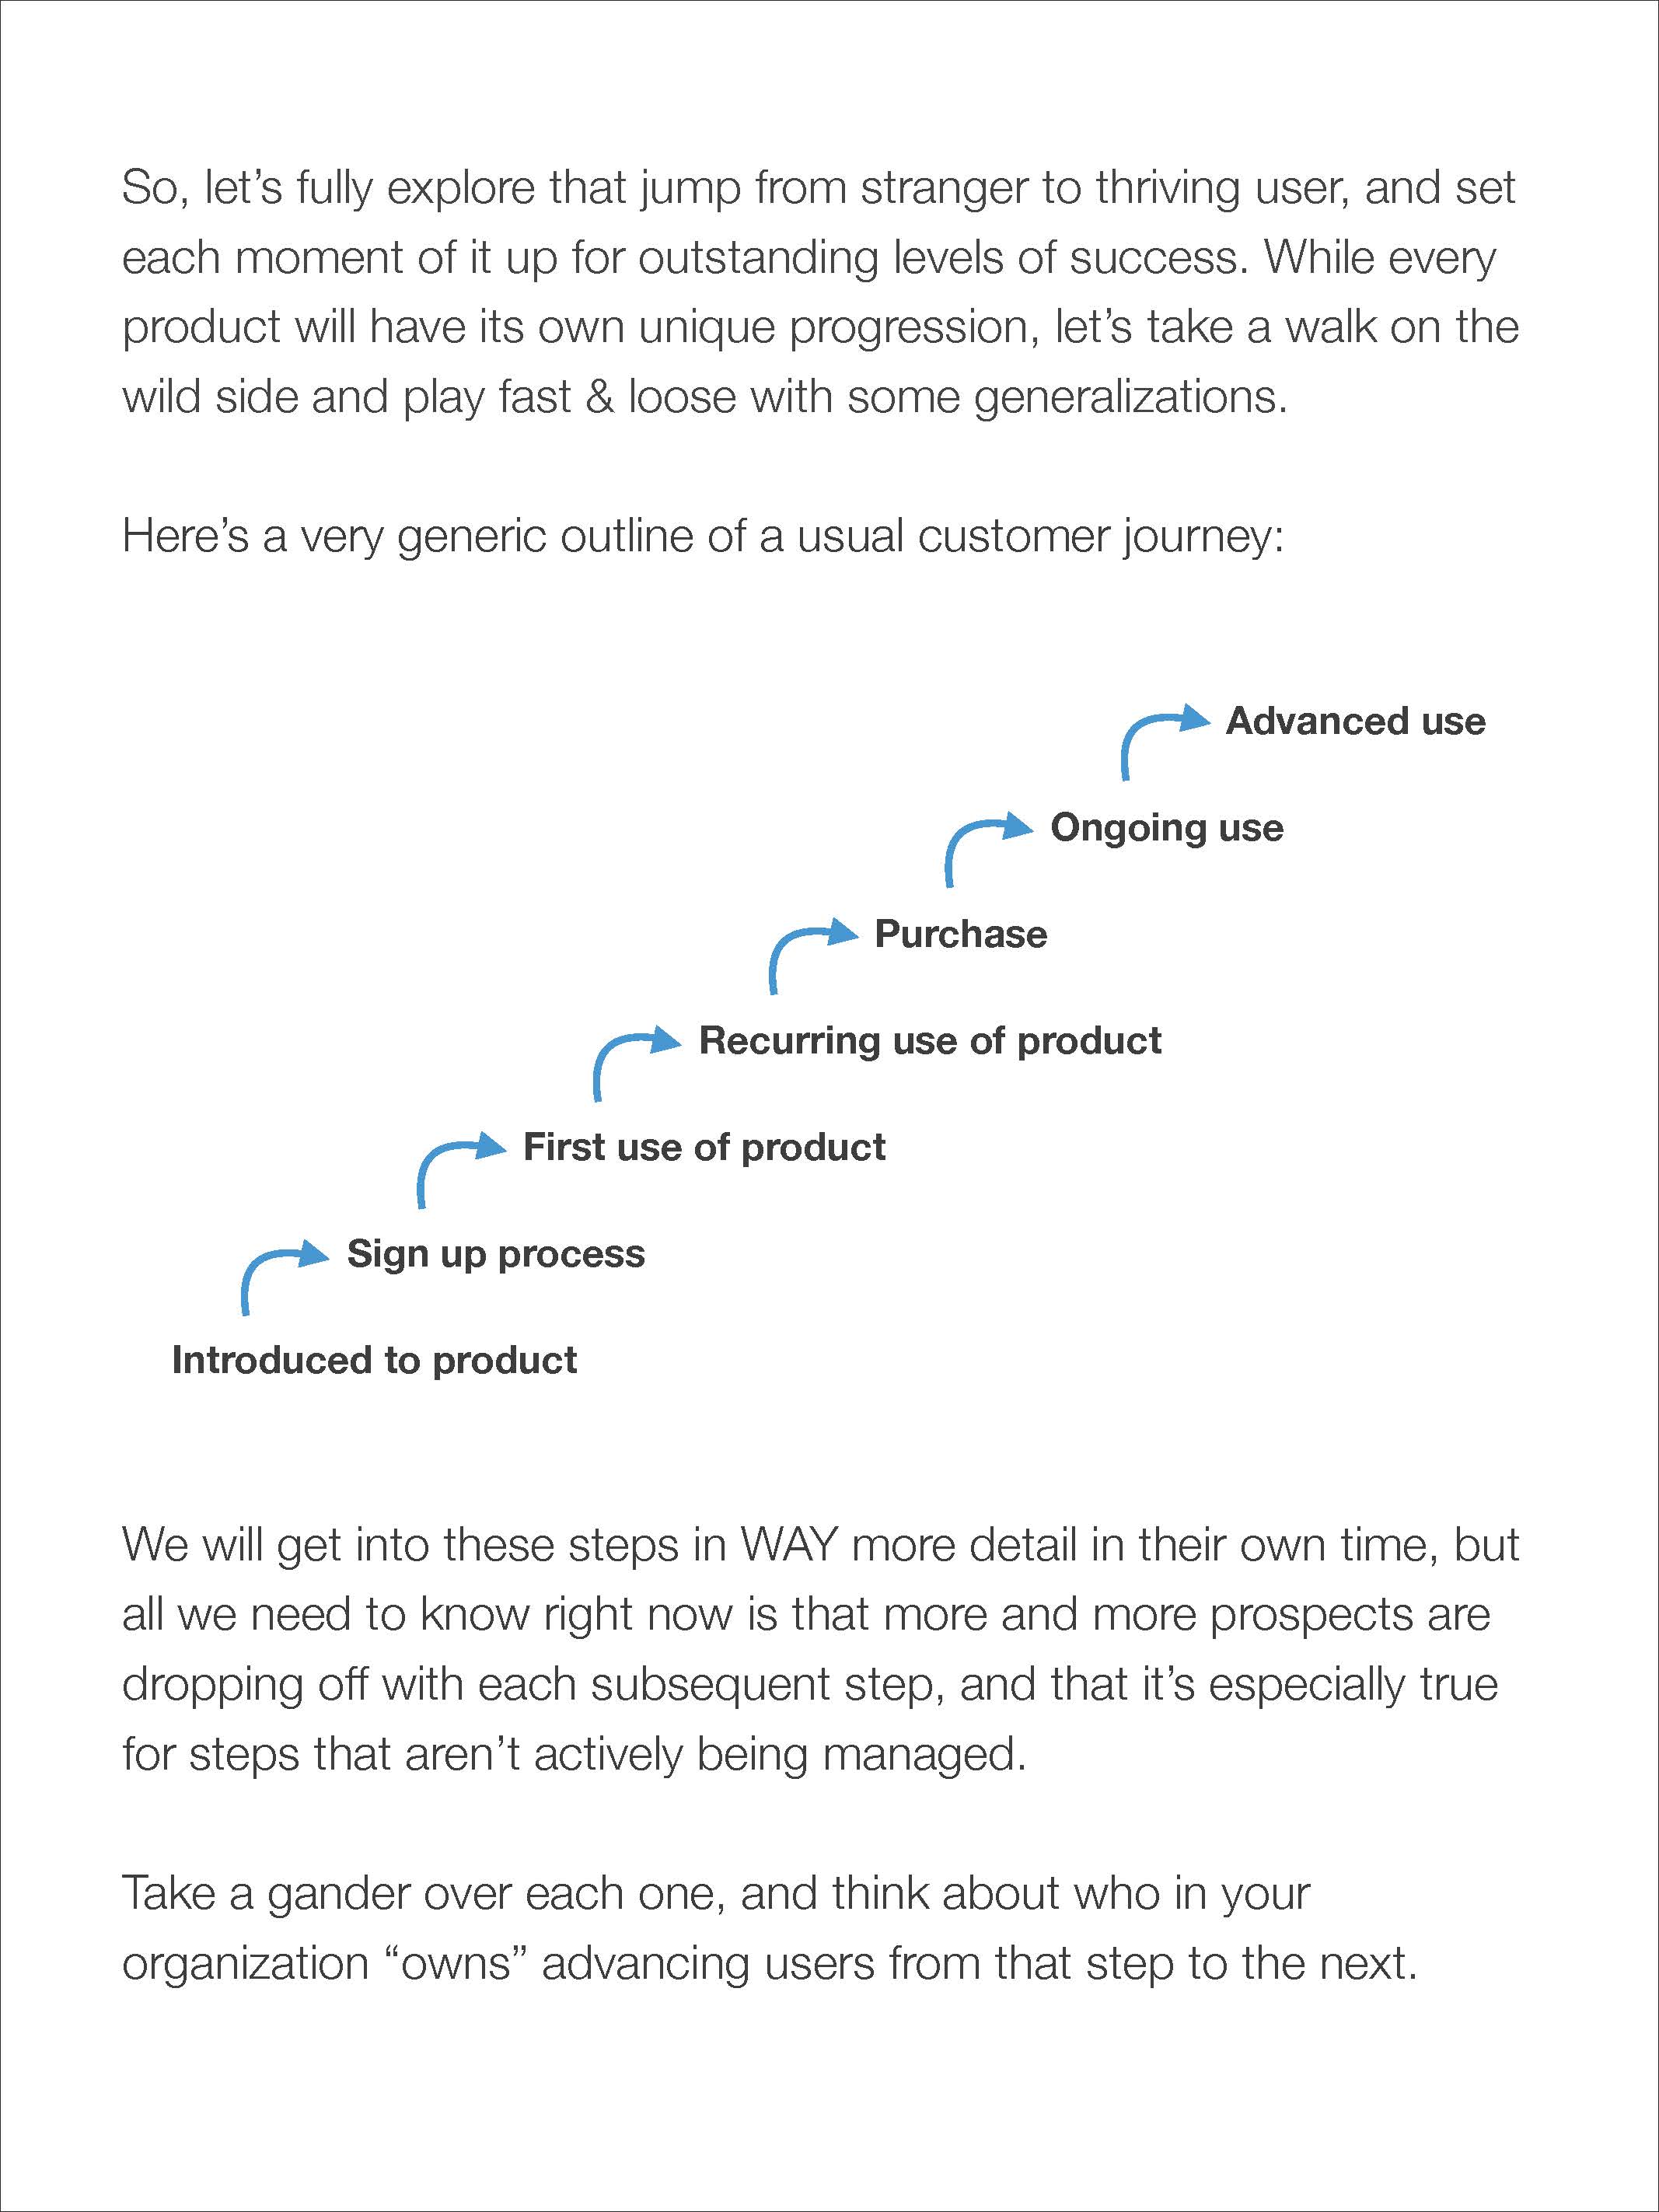 So, let’s fully explore that jump from stranger to thriving user, and set
each moment of it up for outstanding levels of success. While every
product will have its own unique progression, let’s take a walk on the
wild side and play fast & loose with some generalizations.
Here’s a very generic outline of a usual customer journey:
Advanced use
Ongoing use
Purchase
Recurring use of product
First use of product
Sign up process
Introduced to product
We will get into these steps in WAY more detail in their own time, but
all we need to know right now is that more and more prospects are
dropping off with each subsequent step, and that it’s especially true
for steps that aren’t actively being managed.
Take a gander over each one, and think about who in your
organization “owns” advancing users from that step to the next.